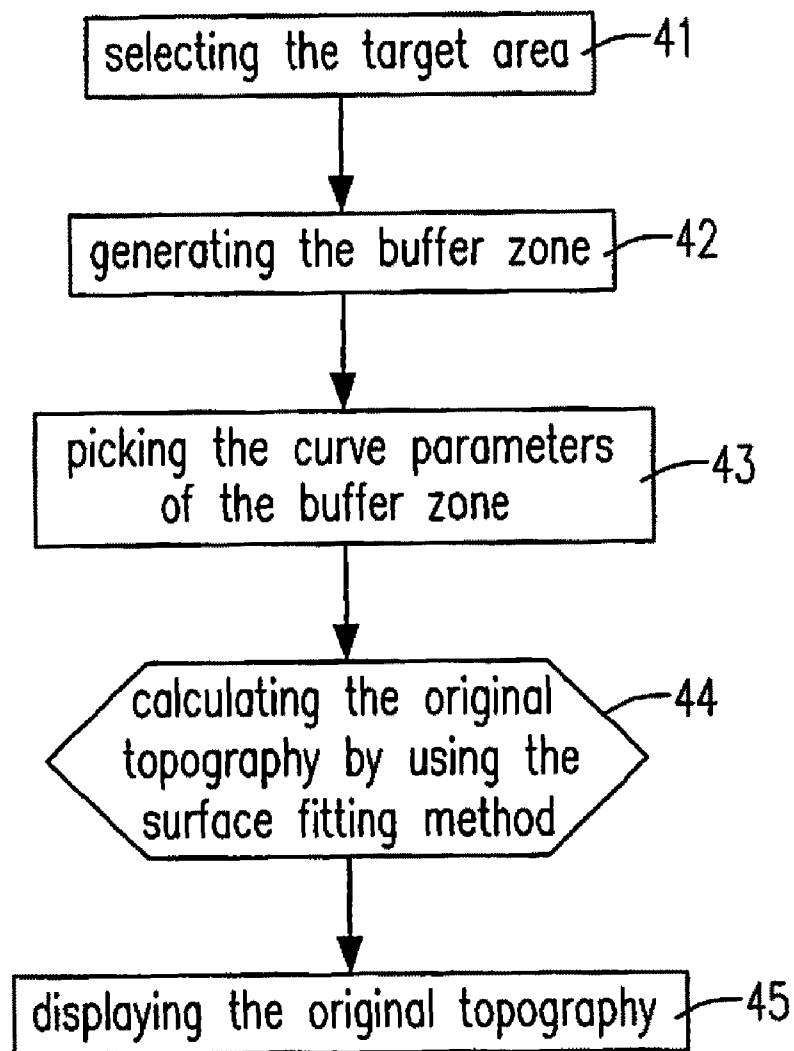 selecting the target area 41
generating the buffer zone 42
picking the curve parameters
of the buffer zone 43
calculating the original 44
topography by using the
surface fitting method
displaying the original topography 45